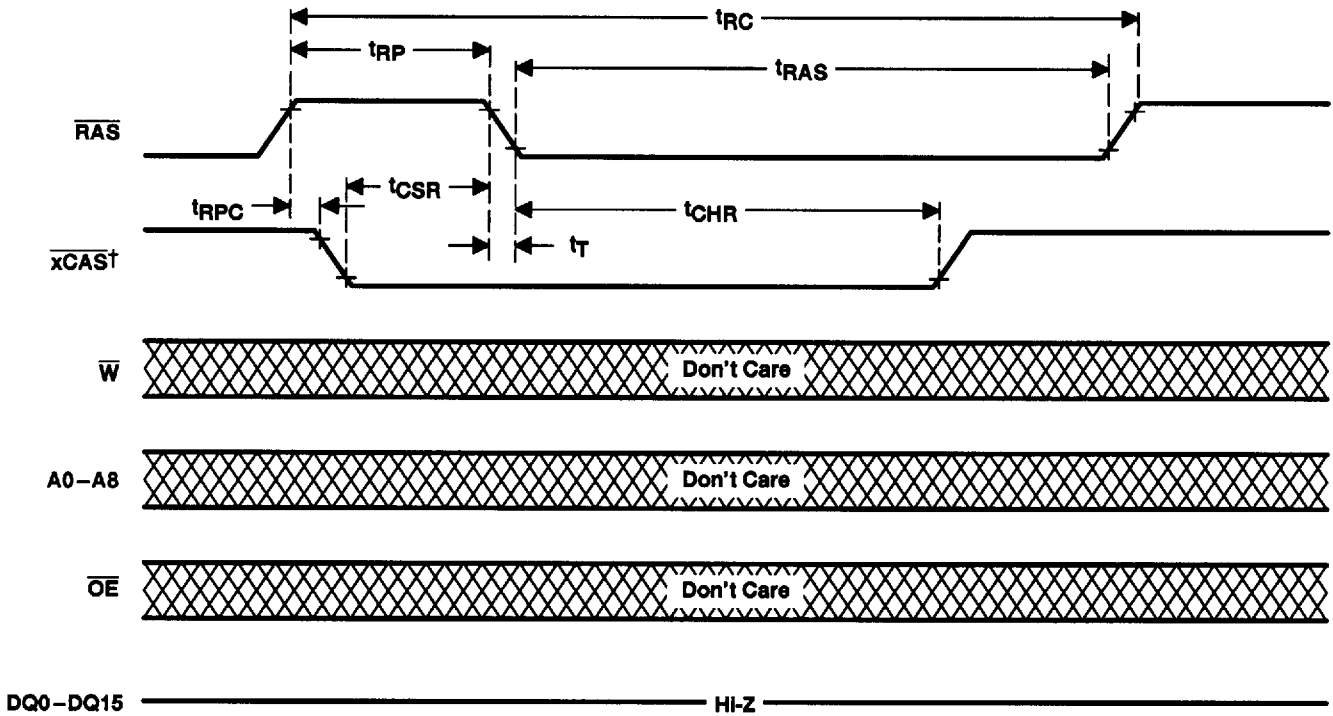 tRC
tRP
tRAS
RAS
tCSR
tRPC
tCHR
xCAS†
tT
W
Don't Care
A0–A8
Don't Care
OE
Don't Care
DQ0–DQ15
Hi-Z